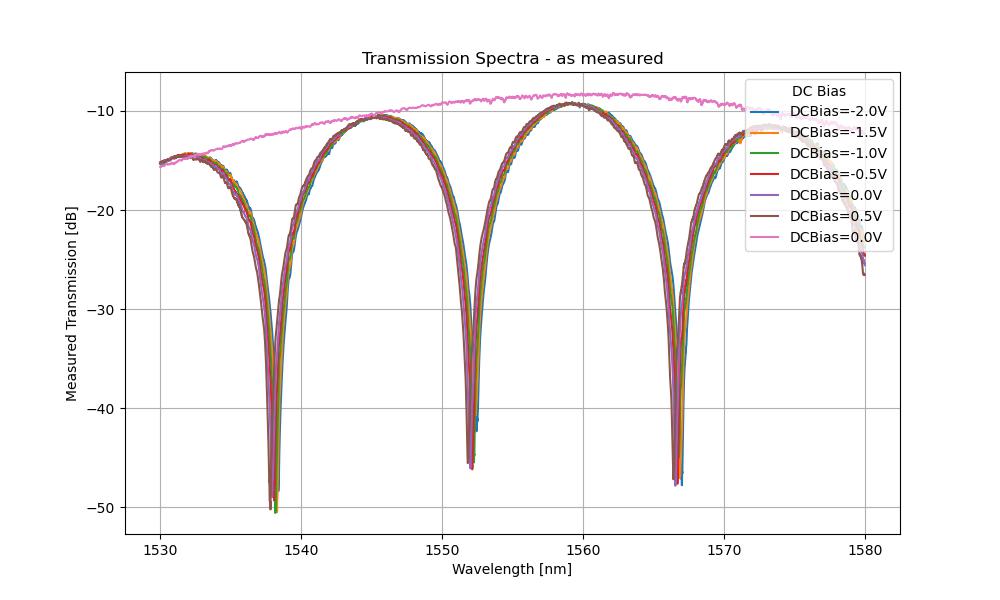 Transmission Spectra - as measured
DC Bias
DCBias=-2.0V
DCBias=-1.5V
DCBias=-1.0V
DCBias=-0.5V
DCBias=0.0V
DCBias=0.5V
DCBias=0.0V
Measured Transmission [dB]
−10
−20
−30
−40
−50
1530
1540
1550
1560
1570
1580
Wavelength [nm]